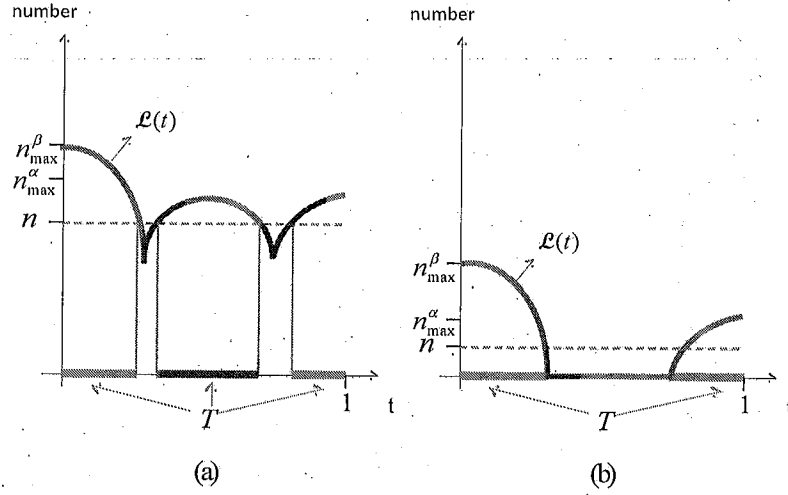 number
number
ℒ(t)
n^β_max
n^α_max
n
ℒ(t)
n^β_max
n^α_max
n
T
1
t
T
1
t
(a)
(b)